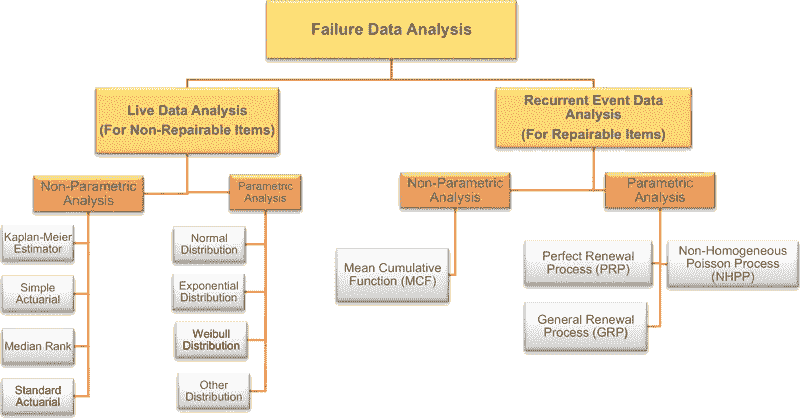 Failure Data Analysis
Live Data Analysis
(For Non-Repairable Items)
Recurrent Event Data
Analysis
(For Repairable Items)
Non-Parametric
Analysis
Parametric
Analysis
Non-Parametric
Analysis
Parametric
Analysis
Kaplan-Meier
Estimator
Simple
Actuarial
Median Rank
Standard
Actuarial
Normal
Distribution
Exponential
Distribution
Weibull
Distribution
Other
Distribution
Mean Cumulative
Function (MCF)
Perfect Renewal
Process (PRP)
General Renewal
Process (GRP)
Non-Homogeneous
Poisson Process
(NHPP)